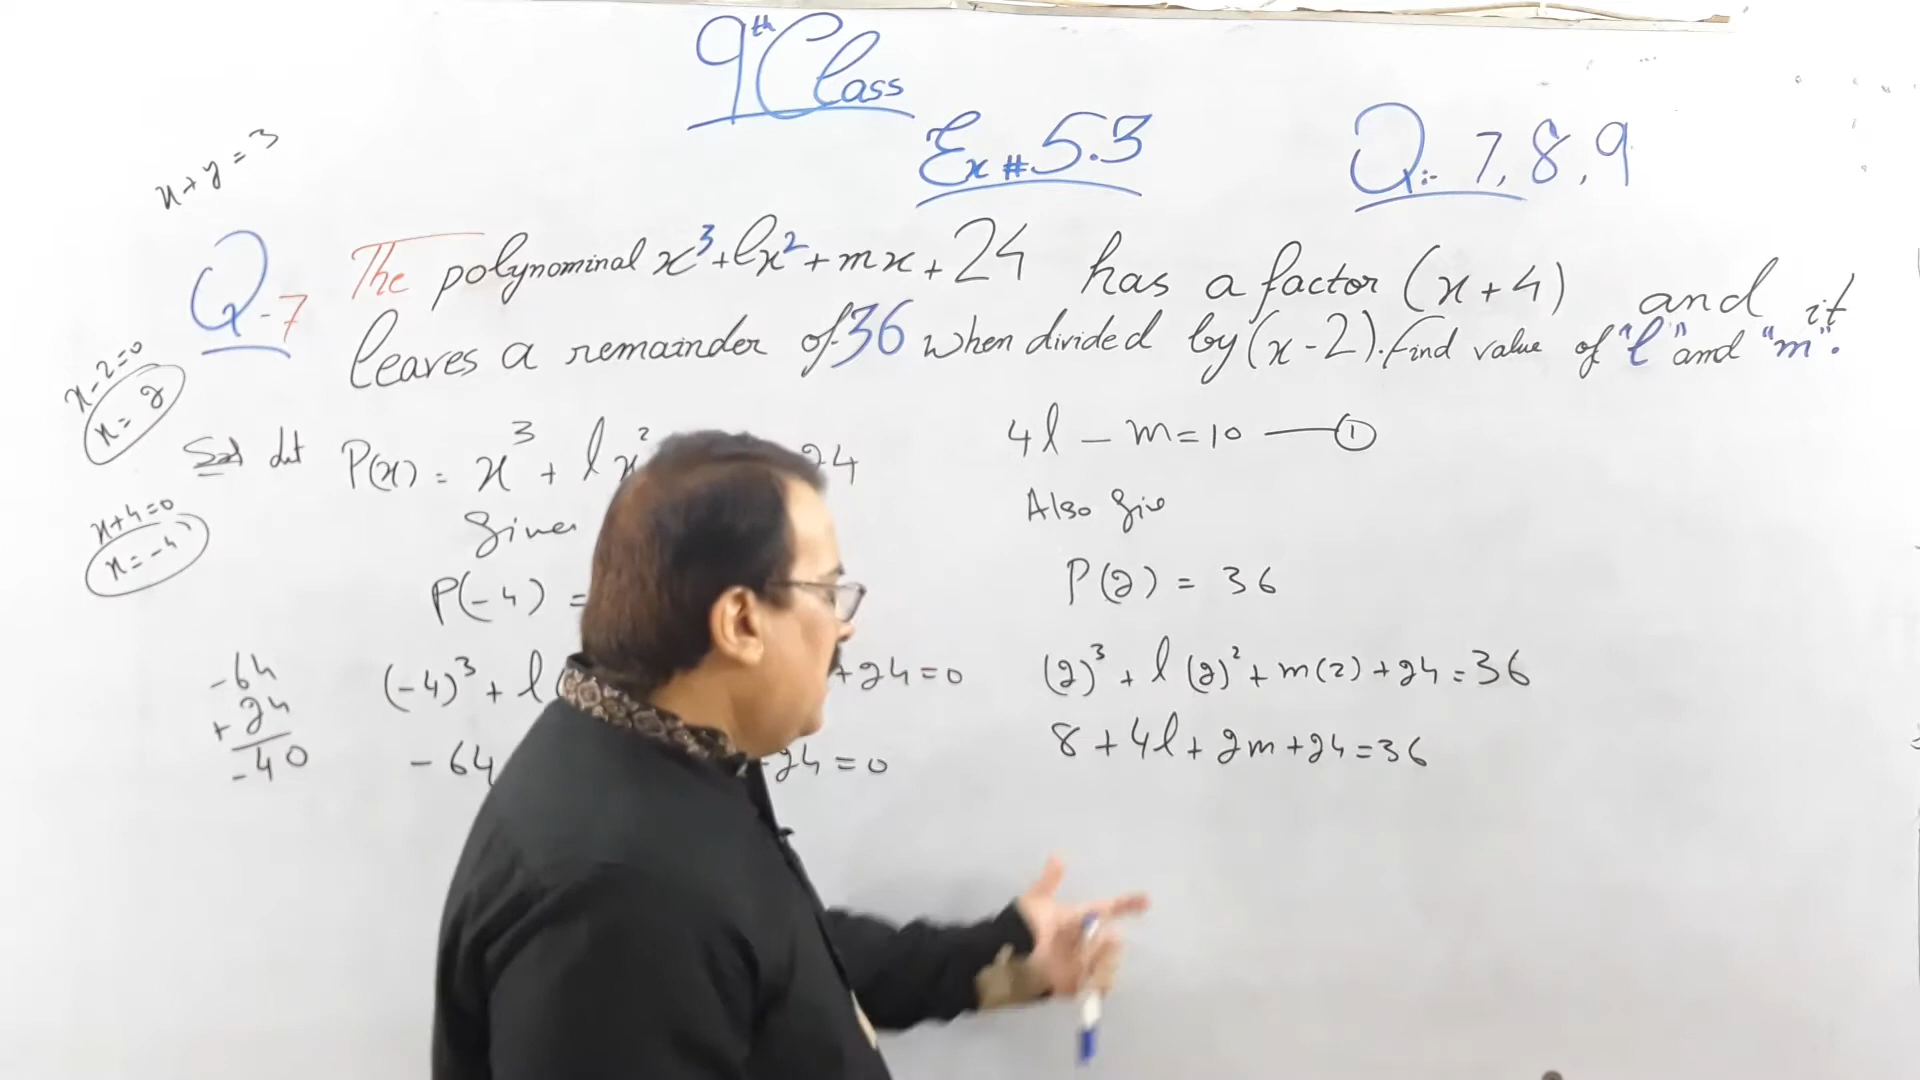 9th Class
Ex # 5.3
Q:- 7, 8, 9
x+y=3
Q-7 The polynominal x³+lx²+mx+24 has a factor (x+4) and it
leaves a remainder of 36 when divided by (x-2). Find value of "l" and "m".
x-2=0
x=2
x+4=0
x=-4
Sol let P(x) = x³ + lx² 24
Given
P(-4) =
(-4)³ + l( +24=0
-64 24=0
-64
+24
-40
4l - m=10 — ①
Also Giv
P(2) = 36
(2)³ + l(2)² + m(2) + 24 = 36
8 + 4l + 2m + 24 = 36